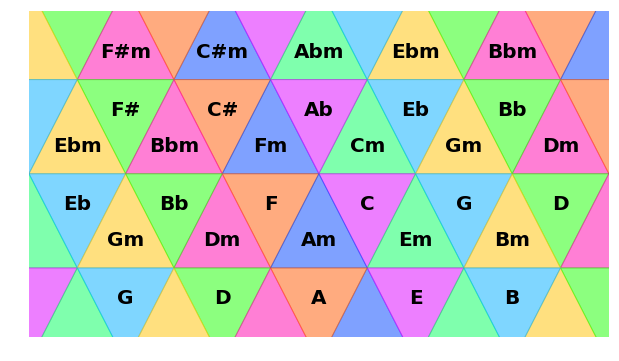 F#m C#m Abm Ebm Bbm
F# C# Ab Eb Bb
Ebm Bbm Fm Cm Gm Dm
Eb Bb F C G D
Gm Dm Am Em Bm
G D A E B